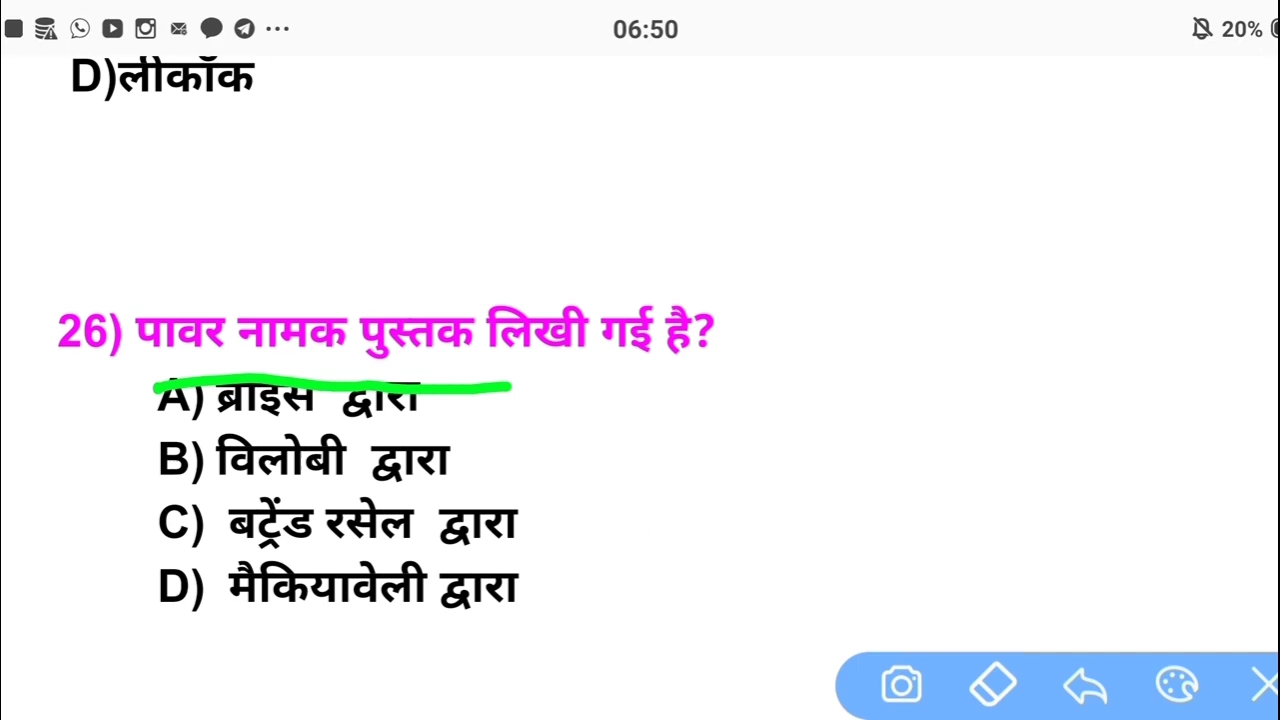 06:50
20%
D)लीकॉक
26) पावर नामक पुस्तक लिखी गई है?
A) ब्राइस द्वारा
B) विलोबी द्वारा
C) बर्ट्रेंड रसेल द्वारा
D) मैकियावेली द्वारा